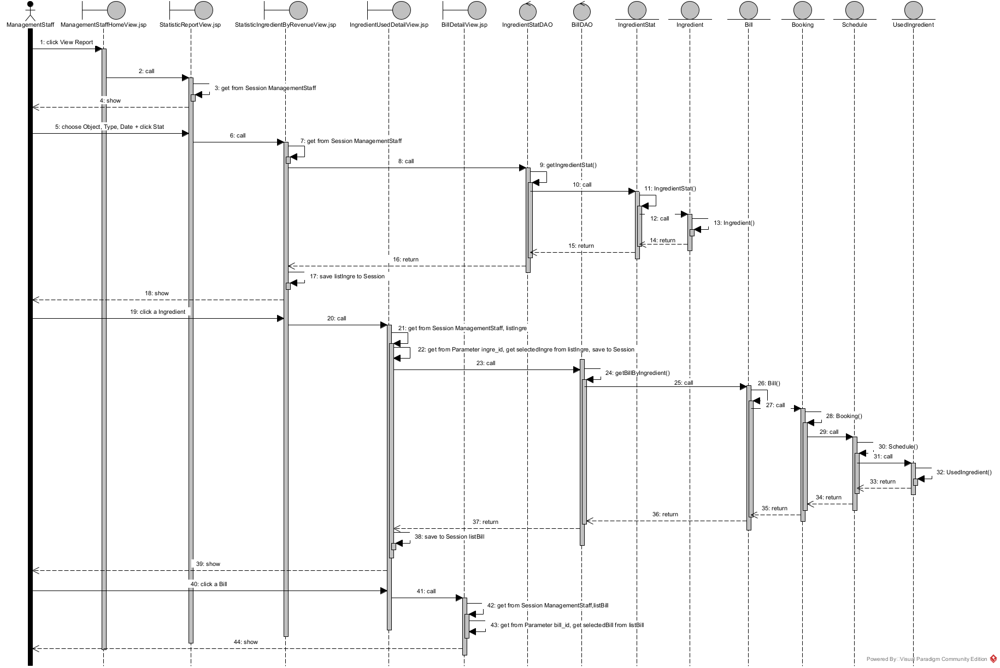 ManagementStaff
ManagementStaffHomeView.jsp
StatisticReportView.jsp
StatisticIngredientByRevenueView.jsp
IngredientUsedDetailView.jsp
BillDetailView.jsp
IngredientStatDAO
BillDAO
IngredientStat
Ingredient
Bill
Booking
Schedule
UsedIngredient
1: click View Report
2: call
3: get from Session ManagementStaff
4: show
5: choose Object, Type, Date + click Stat
6: call
7: get from Session ManagementStaff
8: call
9: getIngredientStat()
10: call
11: IngredientStat()
12: call
13: Ingredient()
14: return
15: return
16: return
17: save listIngre to Session
18: show
19: click a Ingredient
20: call
21: get from Session ManagementStaff, listIngre
22: get from Parameter ingre_id, get selectedIngre from listIngre, save to Session
23: call
24: getBillByIngredient()
25: call
26: Bill()
27: call
28: Booking()
29: call
30: Schedule()
31: call
32: UsedIngredient()
33: return
34: return
35: return
36: return
37: return
38: save to Session listBill
39: show
40: click a Bill
41: call
42: get from Session ManagementStaff,listBill
43: get from Parameter bill_id, get selectedBill from listBill
44: show
Powered By Visual Paradigm Community Edition